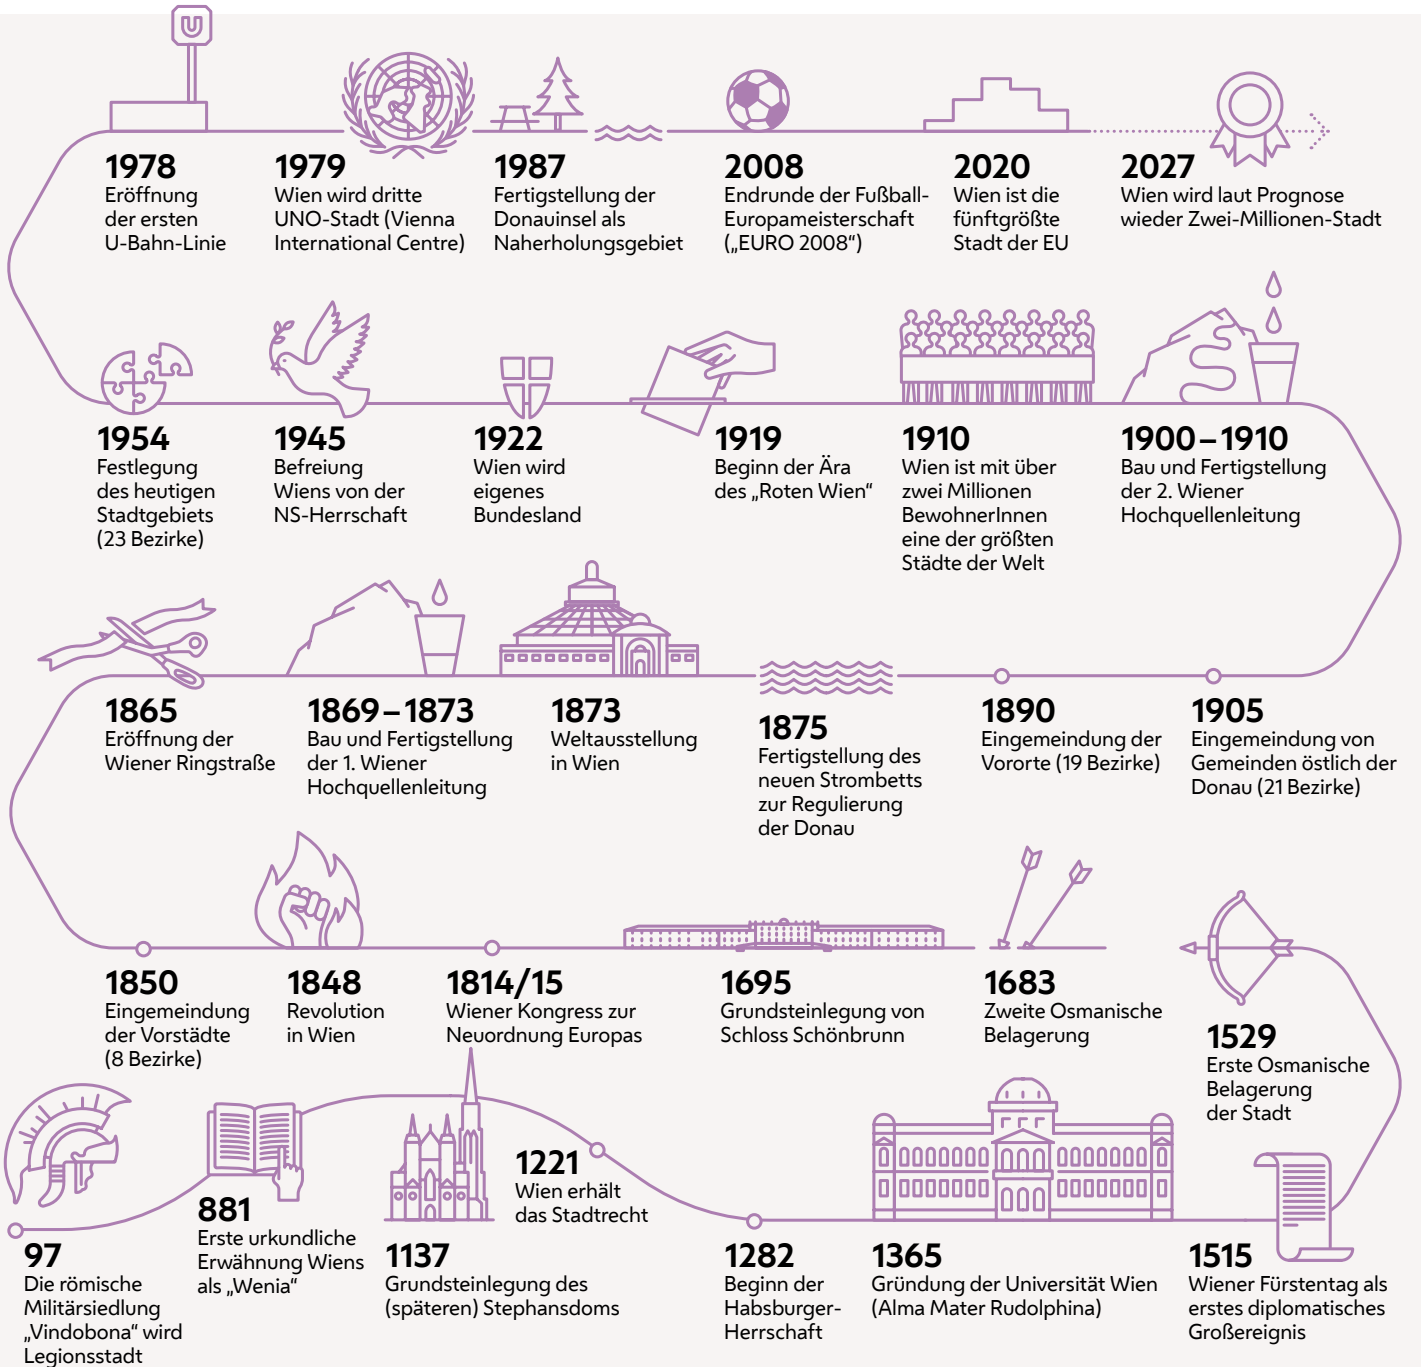 U
1978
Eröffnung
der ersten
U-Bahn-Linie
1979
Wien wird dritte
UNO-Stadt (Vienna
International Centre)
1987
Fertigstellung der
Donauinsel als
Naherholungsgebiet
2008
Endrunde der Fußball-
Europameisterschaft
(„EURO 2008“)
2020
Wien ist die
fünftgrößte
Stadt der EU
2027
Wien wird laut Prognose
wieder Zwei-Millionen-Stadt
1954
Festlegung
des heutigen
Stadtgebiets
(23 Bezirke)
1945
Befreiung
Wiens von der
NS-Herrschaft
1922
Wien wird
eigenes
Bundesland
1919
Beginn der Ära
des „Roten Wien“
1910
Wien ist mit über
zwei Millionen
BewohnerInnen
eine der größten
Städte der Welt
1900–1910
Bau und Fertigstellung
der 2. Wiener
Hochquellenleitung
1865
Eröffnung der
Wiener Ringstraße
1869–1873
Bau und Fertigstellung
der 1. Wiener
Hochquellenleitung
1873
Weltausstellung
in Wien
1875
Fertigstellung des
neuen Strombetts
zur Regulierung
der Donau
1890
Eingemeindung der
Vororte (19 Bezirke)
1905
Eingemeindung von
Gemeinden östlich der
Donau (21 Bezirke)
1850
Eingemeindung
der Vorstädte
(8 Bezirke)
1848
Revolution
in Wien
1814/15
Wiener Kongress zur
Neuordnung Europas
1695
Grundsteinlegung von
Schloss Schönbrunn
1683
Zweite Osmanische
Belagerung
1529
Erste Osmanische
Belagerung
der Stadt
97
Die römische
Militärsiedlung
„Vindobona“ wird
Legionsstadt
881
Erste urkundliche
Erwähnung Wiens
als „Wenia“
1137
Grundsteinlegung des
(späteren) Stephansdoms
1221
Wien erhält
das Stadtrecht
1282
Beginn der
Habsburger-
Herrschaft
1365
Gründung der Universität Wien
(Alma Mater Rudolphina)
1515
Wiener Fürstentag als
erstes diplomatisches
Großereignis